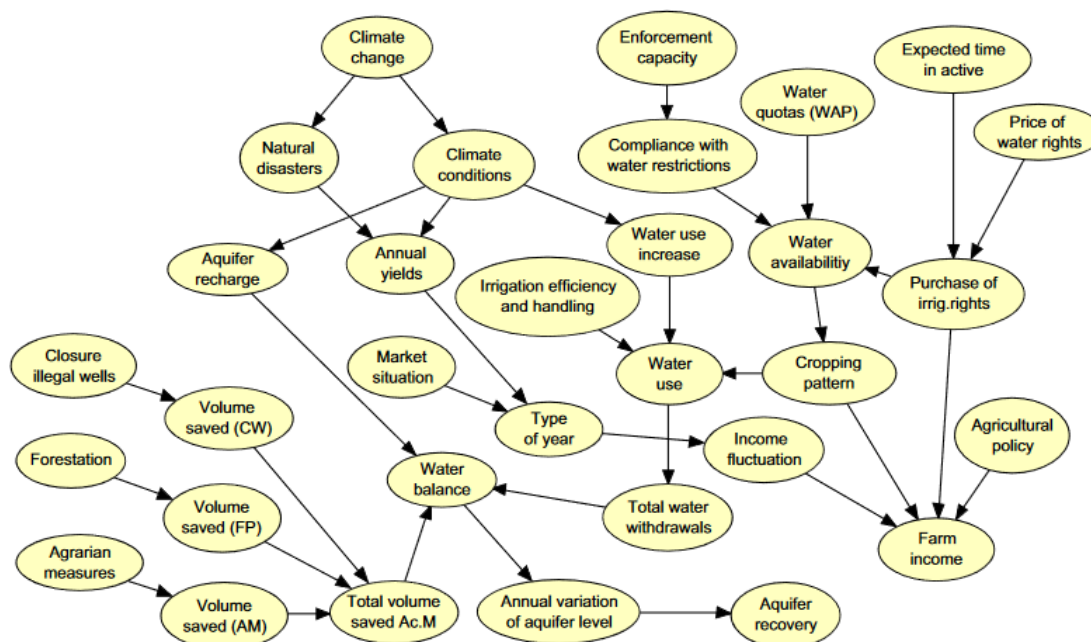 Climate
change
Enforcement
capacity
Expected time
in active
Water
quotas (WAP)
Price of
water rights
Natural
disasters
Climate
conditions
Compliance with
water restrictions
Aquifer
recharge
Annual
yields
Water use
increase
Water
availabilitiy
Purchase of
irrig.rights
Irrigation efficiency
and handling
Closure
illegal wells
Market
situation
Water
use
Cropping
pattern
Volume
saved (CW)
Type
of year
Income
fluctuation
Agricultural
policy
Forestation
Water
balance
Volume
saved (FP)
Total water
withdrawals
Farm
income
Agrarian
measures
Volume
saved (AM)
Total volume
saved Ac.M
Annual variation
of aquifer level
Aquifer
recovery